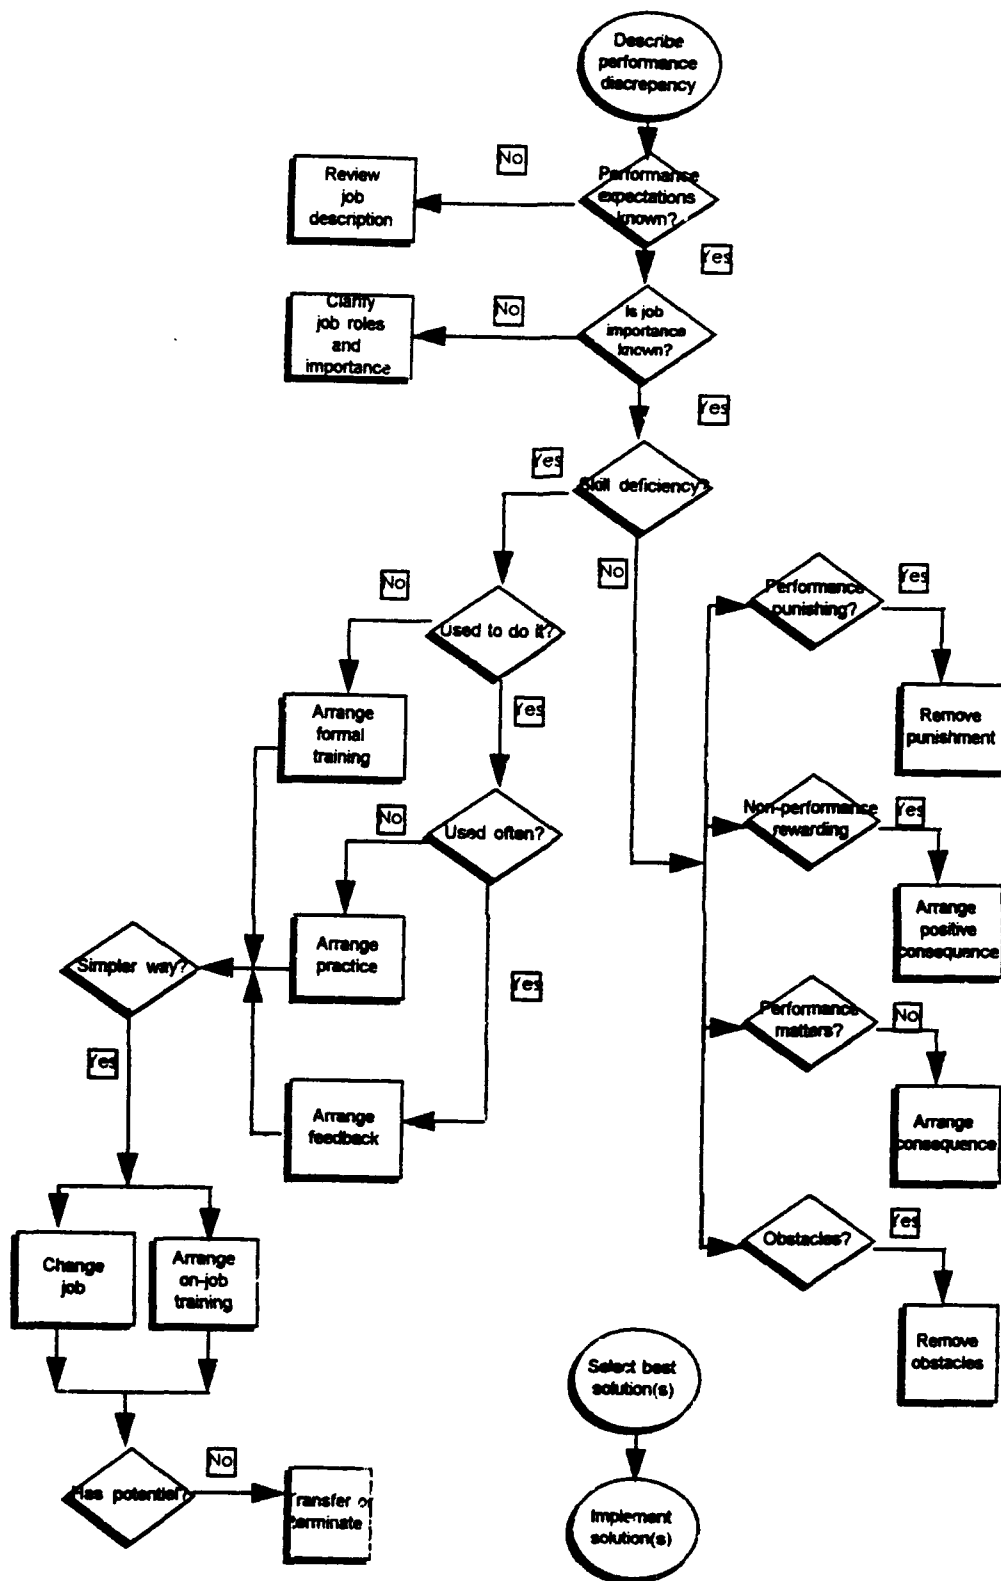 Describe
performance
discrepancy
No
Performance
expectations
known?
Review
job
description
Yes
Clarify
job roles
and
importance
No
Is job
importance
known?
Yes
Yes
Skill deficiency?
No
No
Used to do it?
Performance
punishing?
Yes
Arrange
formal
training
Yes
Remove
punishment
No
Used often?
Non-performance
rewarding
Yes
Arrange
positive
consequence
Simpler way?
Arrange
practice
Yes
Performance
matters?
No
Yes
Arrange
feedback
Arrange
consequence
Obstacles?
Yes
Change
job
Arrange
on-job
training
Remove
obstacles
Select best
solution(s)
Has potential?
No
Transfer or
terminate
Implement
solution(s)